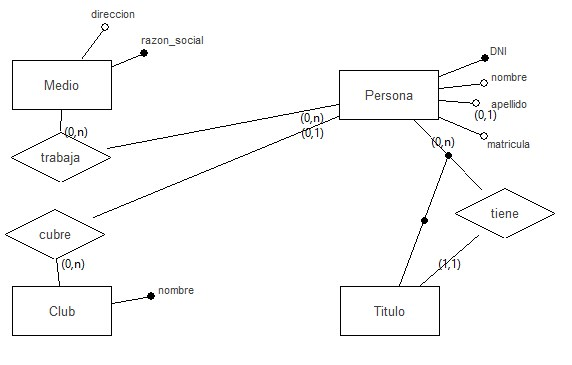 direccion
razon_social
Medio
(0,n)
trabaja
DNI
nombre
apellido
(0,1)
matricula
Persona
(0,n)
(0,1)
(0,n)
cubre
(0,n)
tiene
(1,1)
Club
nombre
Titulo